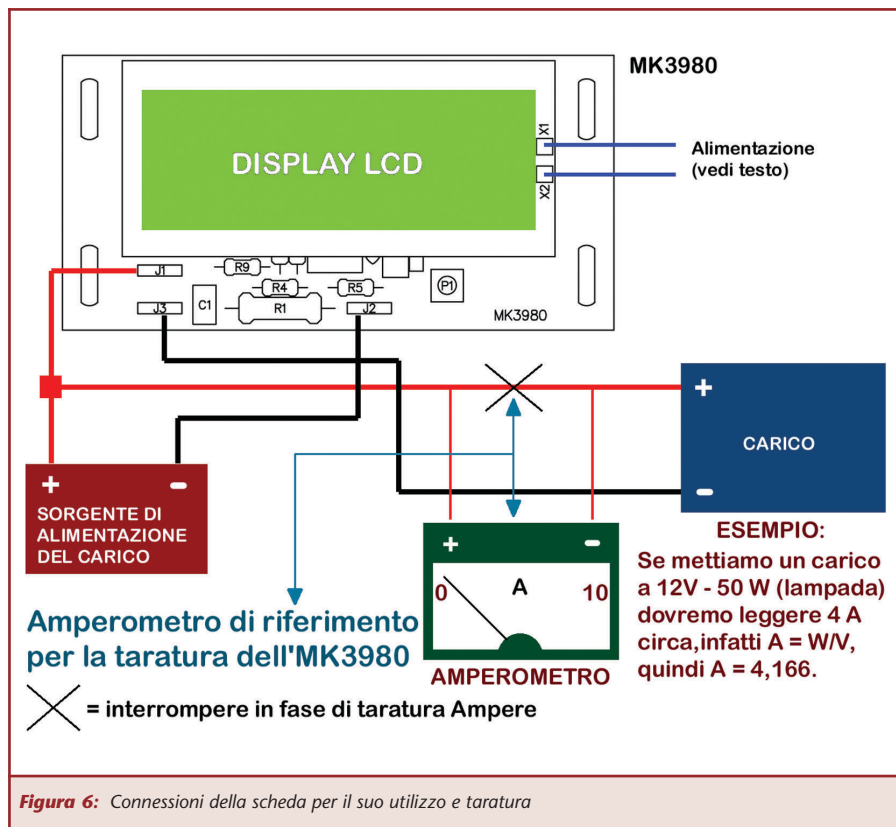 MK3980
DISPLAY LCD
X1
X2
Alimentazione
(vedi testo)
J1
R9
R4
R5
J3
C1
R1
J2
P1
MK3980
+
-
SORGENTE DI
ALIMENTAZIONE
DEL CARICO
+
CARICO
-
+
-
0
A
10
AMPEROMETRO
Amperometro di riferimento
per la taratura dell'MK3980
= interrompere in fase di taratura Ampere
ESEMPIO:
Se mettiamo un carico
a 12V - 50 W (lampada)
dovremo leggere 4 A
circa,infatti A = W/V,
quindi A = 4,166.
Figura 6: Connessioni della scheda per il suo utilizzo e taratura